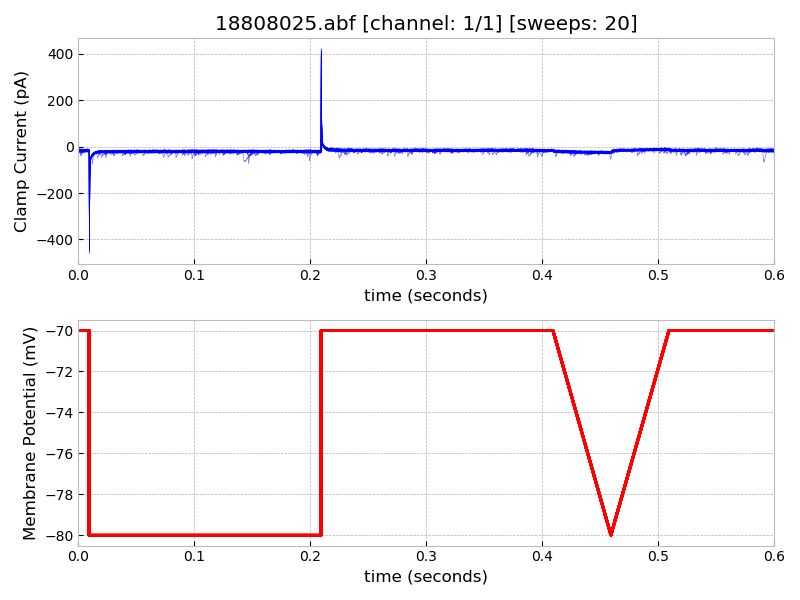 18808025.abf [channel: 1/1] [sweeps: 20]
Clamp Current (pA)
400
200
0
−200
−400
0.0 0.1 0.2 0.3 0.4 0.5 0.6
time (seconds)
Membrane Potential (mV)
−70
−72
−74
−76
−78
−80
0.0 0.1 0.2 0.3 0.4 0.5 0.6
time (seconds)